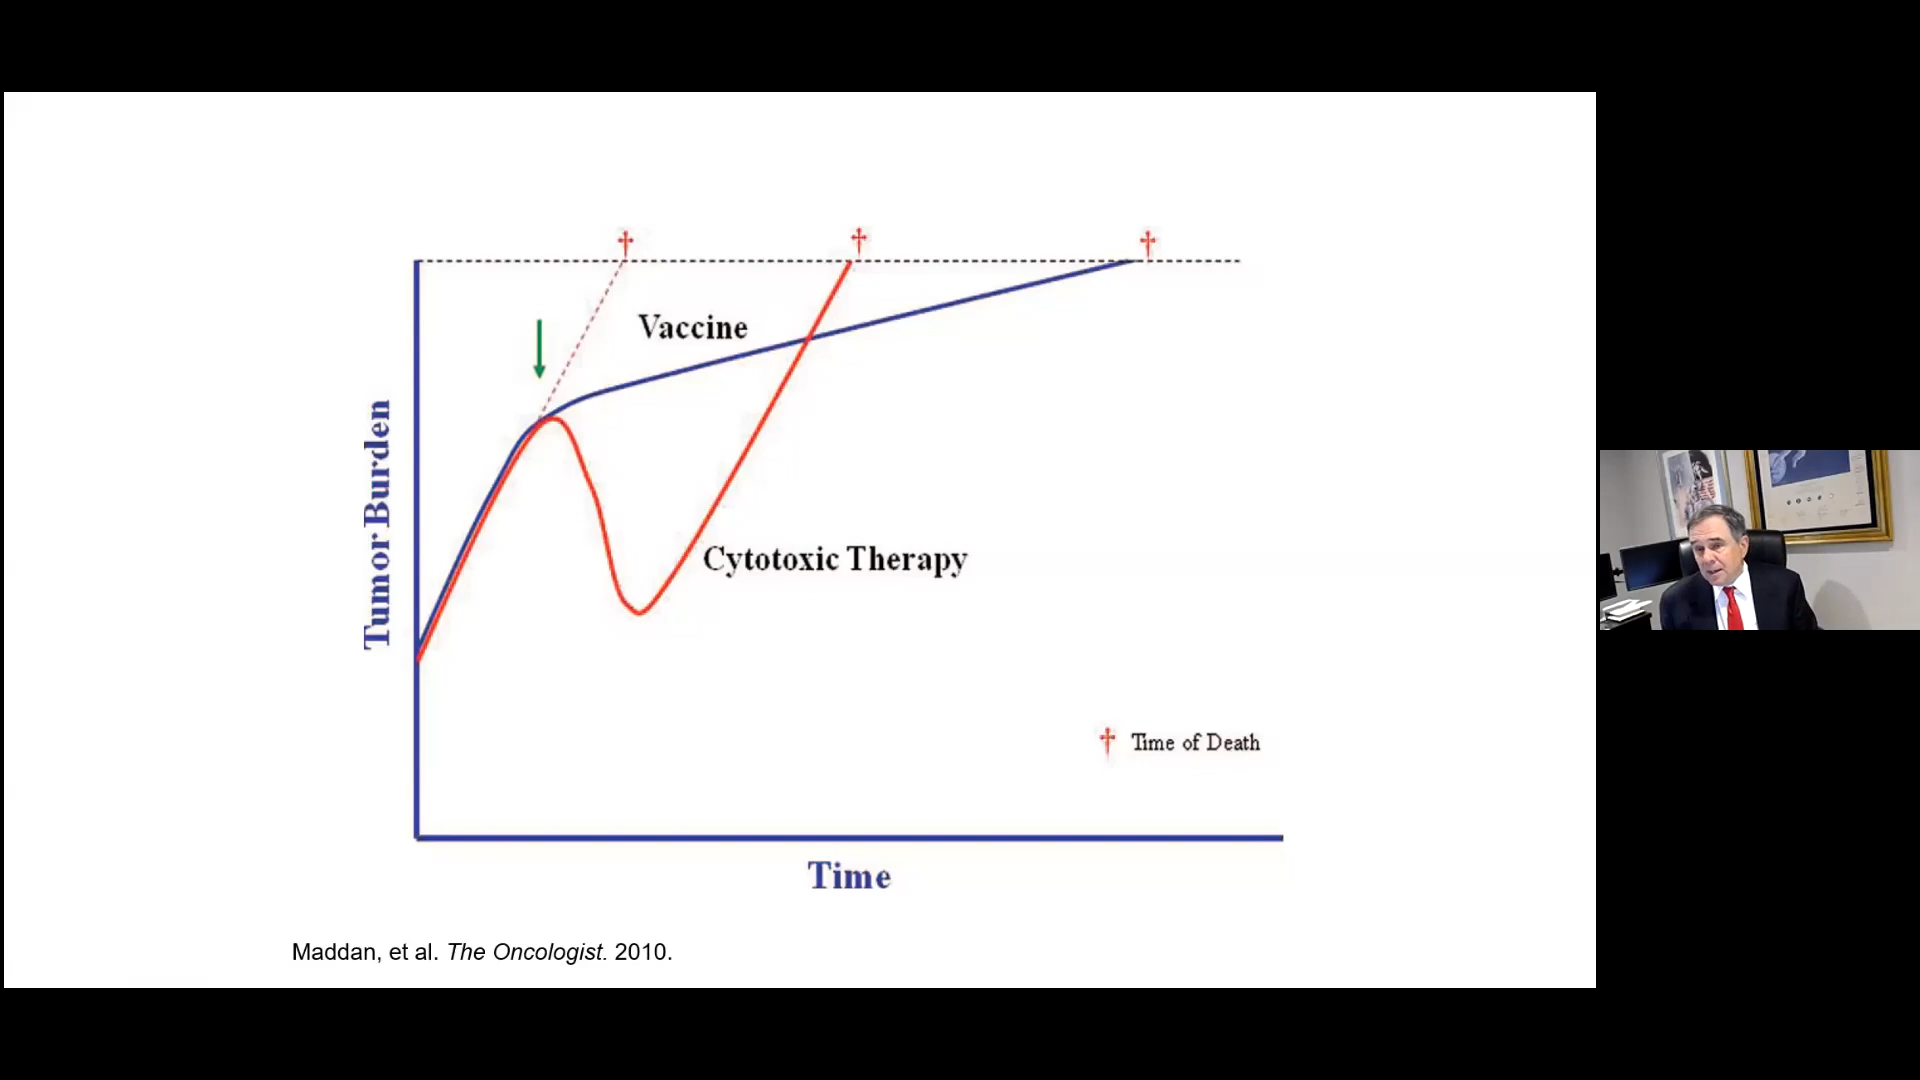 †
†
†
Vaccine
Tumor Burden
Cytotoxic Therapy
† Time of Death
Time
Maddan, et al. The Oncologist. 2010.